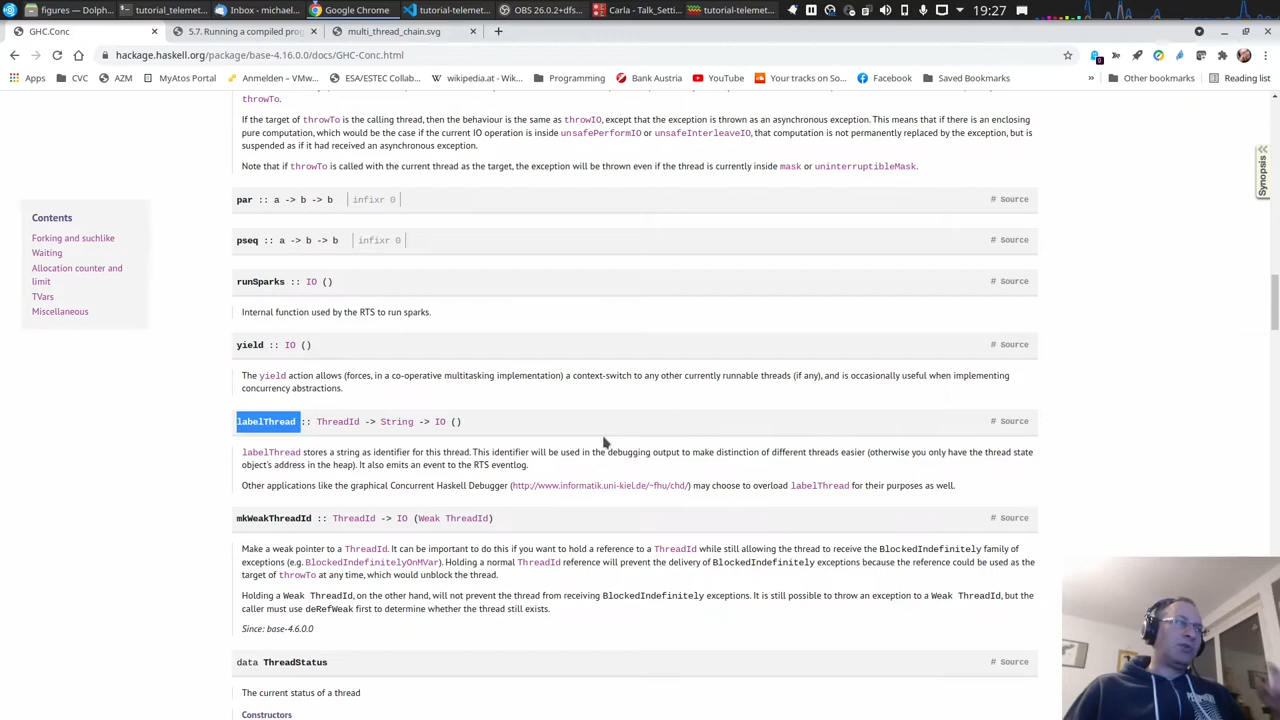 figures — Dolph...
tutorial_telemet...
Inbox - Mozilla ...
Google Chrome
tutorial-telemet...
OBS 26.0.2+dfs...
Carla - Talk_Setti...
tutorial-telemet...
19:27
GHC.Conc
5.7. Running a compiled prog
multi_thread_chain.svg
hackage.haskell.org/package/base-4.16.0.0/docs/GHC-Conc.html
Apps
CVC
AZM
MyAtos Portal
Anmelden – VMw...
ESA/ESTEC Collab...
wikipedia.at - Wik...
Programming
Bank Austria
YouTube
Your tracks on So...
Facebook
Saved Bookmarks
Other bookmarks
Reading list
throwTo.
If the target of throwTo is the calling thread, then the behaviour is the same as throwIO, except that the exception is thrown as an asynchronous exception. This means that if there is an enclosing
pure computation, which would be the case if the current IO operation is inside unsafePerformIO or unsafeInterleaveIO, that computation is not permanently replaced by the exception, but is
suspended as if it had received an asynchronous exception.
Note that if throwTo is called with the current thread as the target, the exception will be thrown even if the thread is currently inside mask or uninterruptibleMask.
Synopsis
par :: a -> b -> b infixr 0 # Source
Contents
Forking and suchlike
Waiting
Allocation counter and
limit
TVars
Miscellaneous
pseq :: a -> b -> b infixr 0 # Source
runSparks :: IO () # Source
Internal function used by the RTS to run sparks.
yield :: IO () # Source
The yield action allows (forces, in a co-operative multitasking implementation) a context-switch to any other currently runnable threads (if any), and is occasionally useful when implementing
concurrency abstractions.
labelThread :: ThreadId -> String -> IO () # Source
labelThread stores a string as identifier for this thread. This identifier will be used in the debugging output to make distinction of different threads easier (otherwise you only have the thread state
object's address in the heap). It also emits an event to the RTS eventlog.
Other applications like the graphical Concurrent Haskell Debugger (http://www.informatik.uni-kiel.de/~fhu/chd/) may choose to overload labelThread for their purposes as well.
mkWeakThreadId :: ThreadId -> IO (Weak ThreadId) # Source
Make a weak pointer to a ThreadId. It can be important to do this if you want to hold a reference to a ThreadId while still allowing the thread to receive the BlockedIndefinitely family of
exceptions (e.g. BlockedIndefinitelyOnMVar). Holding a normal ThreadId reference will prevent the delivery of BlockedIndefinitely exceptions because the reference could be used as the
target of throwTo at any time, which would unblock the thread.
Holding a Weak ThreadId, on the other hand, will not prevent the thread from receiving BlockedIndefinitely exceptions. It is still possible to throw an exception to a Weak ThreadId, but the
caller must use deRefWeak first to determine whether the thread still exists.
Since: base-4.6.0.0
data ThreadStatus # Source
The current status of a thread
Constructors